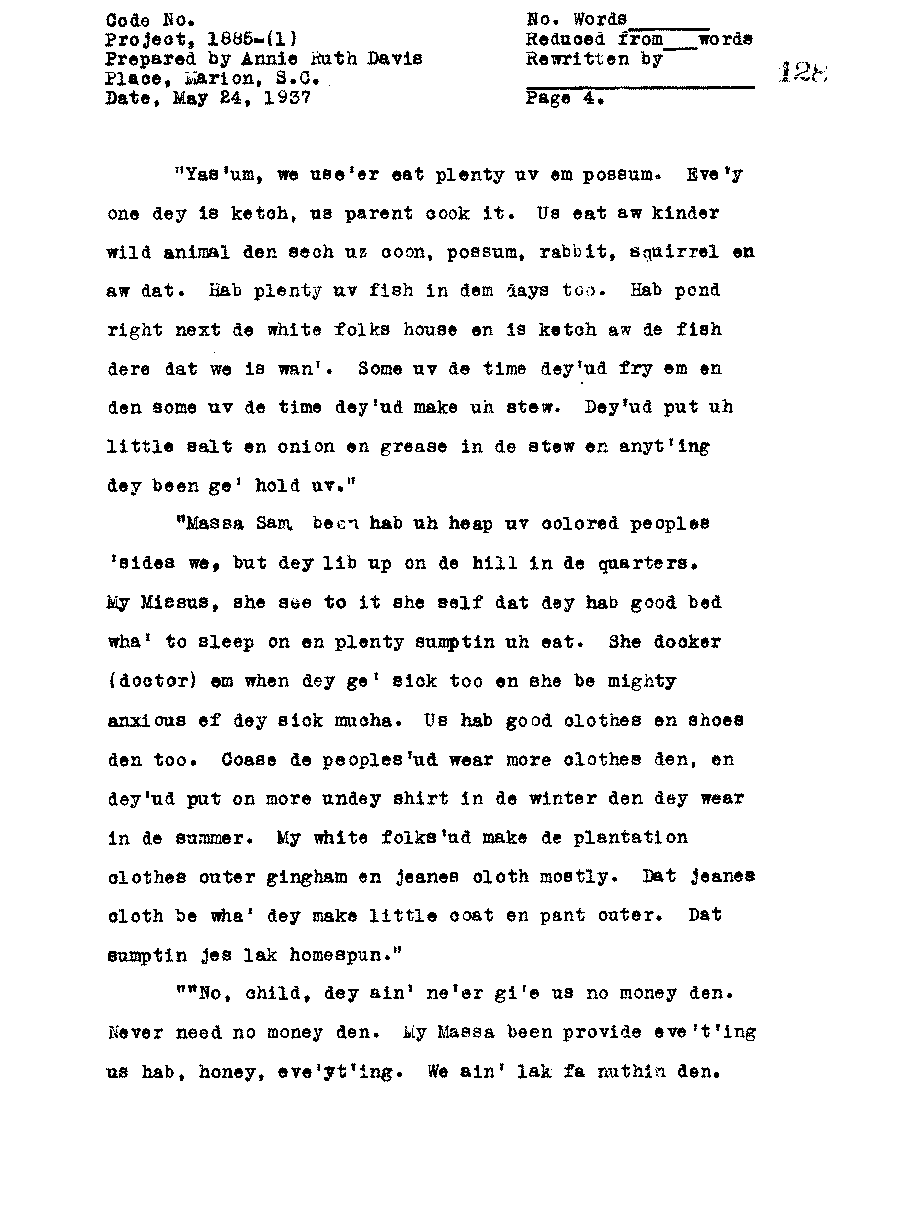 Code No.
No. Words
Project, 1885-(1)
Reduced from words
Prepared by Annie Ruth Davis
Rewritten by
Place, Marion, S.C.
Date, May 24, 1937
Page 4.
128
"Yas'um, we use'er eat plenty uv em possum. Eve'y
one dey is ketch, us parent cook it. Us eat aw kinder
wild animal den sech uz coon, possum, rabbit, squirrel en
aw dat. Hab plenty uv fish in dem days too. Hab pond
right next de white folks house en is ketch aw de fish
dere dat we is wan'. Some uv de time dey'ud fry em en
den some uv de time dey'ud make uh stew. Dey'ud put uh
little salt en onion en grease in de stew en anyt'ing
dey been ge' hold uv."
"Massa Sam been hab uh heap uv colored peoples
'sides we, but dey lib up on de hill in de quarters.
My Missus, she see to it she self dat dey hab good bed
wha' to sleep on en plenty sumptin uh eat. She docker
(doctor) em when dey ge' sick too en she be mighty
anxious ef dey sick mucha. Us hab good clothes en shoes
den too. Coase de peoples'ud wear more clothes den, en
dey'ud put on more undey shirt in de winter den dey wear
in de summer. My white folks'ud make de plantation
clothes outer gingham en jeanes cloth mostly. Dat jeanes
cloth be wha' dey make little coat en pant outer. Dat
sumptin jes lak homespun."
""No, child, dey ain' ne'er gi'e us no money den.
Never need no money den. My Massa been provide eve't'ing
us hab, honey, eve'yt'ing. We ain' lak fa nuthin den.